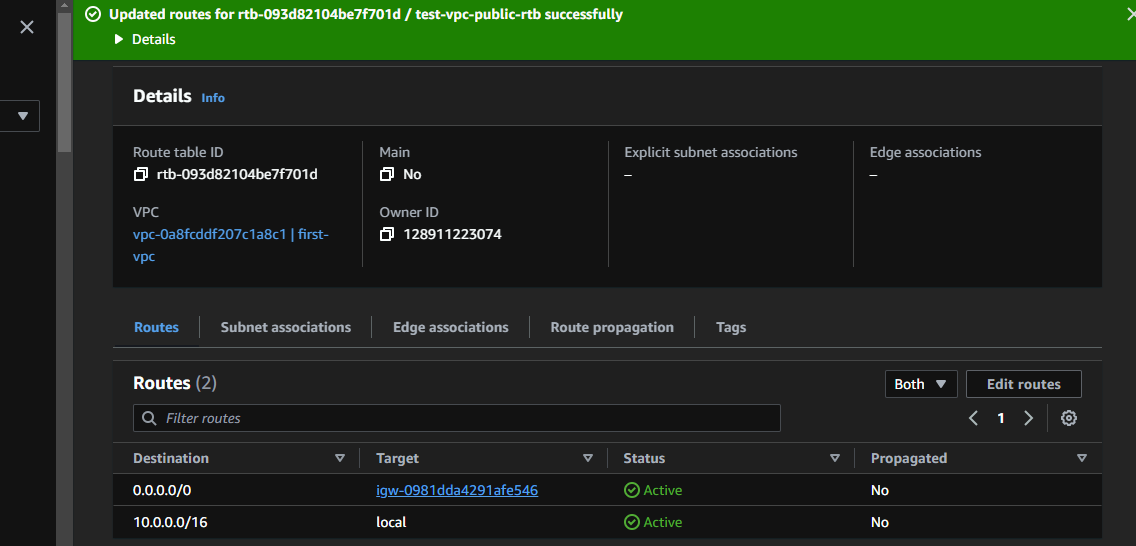 Updated routes for rtb-093d82104be7f701d / test-vpc-public-rtb successfully
Details
Details Info
Route table ID
rtb-093d82104be7f701d
Main
No
Explicit subnet associations
–
Edge associations
–
VPC
vpc-0a8fcddf207c1a8c1 | first-
vpc
Owner ID
128911223074
Routes Subnet associations Edge associations Route propagation Tags
Routes (2)
Both Edit routes
Filter routes
1
Destination Target Status Propagated
0.0.0.0/0 igw-0981dda4291afe546 Active No
10.0.0.0/16 local Active No